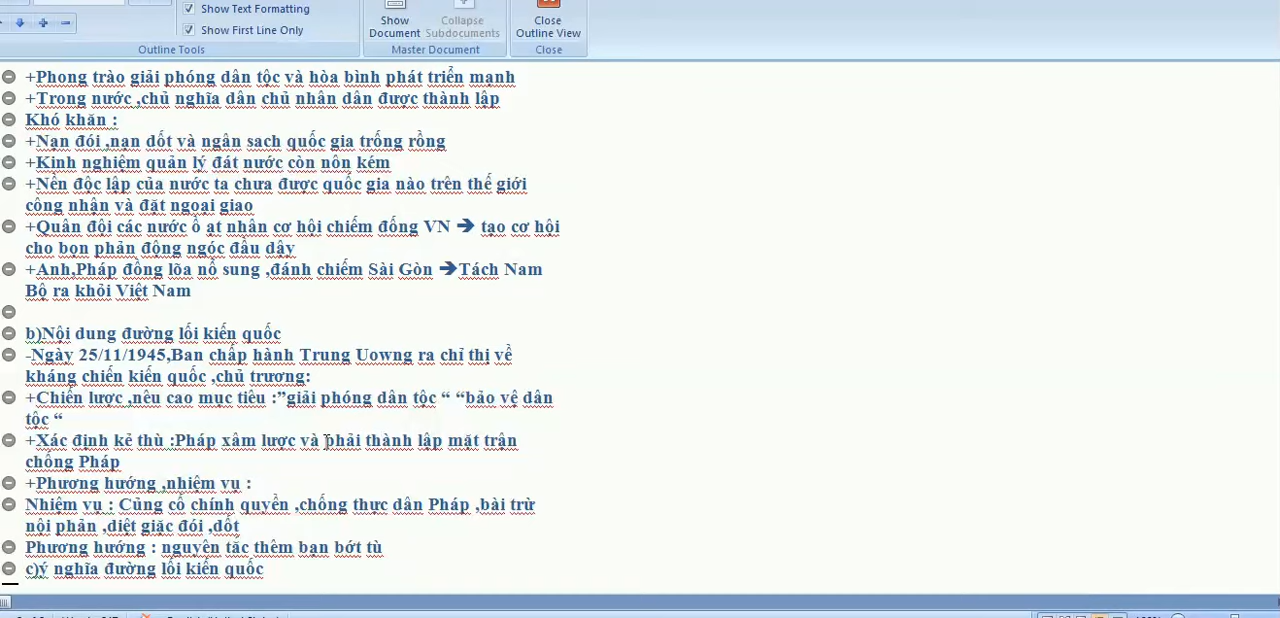 Show Text Formatting
Show First Line Only
Outline Tools
Show Document
Collapse Subdocuments
Master Document
Close Outline View
Close
+Phong trào giải phóng dân tộc và hòa bình phát triển mạnh
+Trong nước ,chủ nghĩa dân chủ nhân dân được thành lập
Khó khăn :
+Nạn đói ,nạn dốt và ngân sach quốc gia trống rồng
+Kinh nghiệm quản lý đát nước còn nôn kém
+Nền độc lập của nước ta chưa được quốc gia nào trên thế giới
công nhận và đặt ngoại giao
+Quân đội các nước ồ ạt nhân cơ hội chiếm đống VN ➔ tạo cơ hội
cho bọn phản động ngóc đầu dậy
+Anh,Pháp đồng lõa nổ sung ,đánh chiếm Sài Gòn ➔Tách Nam
Bộ ra khỏi Việt Nam
b)Nội dung đường lối kiến quốc
-Ngày 25/11/1945,Ban chấp hành Trung Uowng ra chỉ thị về
kháng chiến kiến quốc ,chủ trương:
+Chiến lược ,nêu cao mục tiêu :”giải phóng dân tộc “ “bảo vệ dân
tộc “
+Xác định kẻ thù :Pháp xâm lược và phải thành lập mặt trận
chống Pháp
+Phương hướng ,nhiệm vụ :
Nhiệm vụ : Củng cố chính quyền ,chống thực dân Pháp ,bài trừ
nội phản ,diệt giặc đói ,dốt
Phương hướng : nguyên tắc thêm bạn bớt tù
c)ý nghĩa đường lối kiến quốc